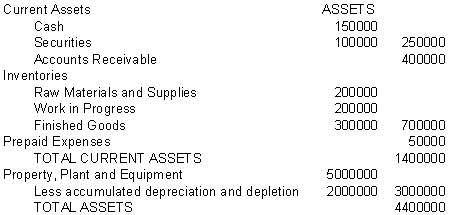 Current Assets ASSETS
Cash 150000
Securities 100000 250000
Accounts Receivable 400000
Inventories
Raw Materials and Supplies 200000
Work in Progress 200000
Finished Goods 300000 700000
Prepaid Expenses 50000
TOTAL CURRENT ASSETS 1400000
Property, Plant and Equipment 5000000
Less accumulated depreciation and depletion 2000000 3000000
TOTAL ASSETS 4400000